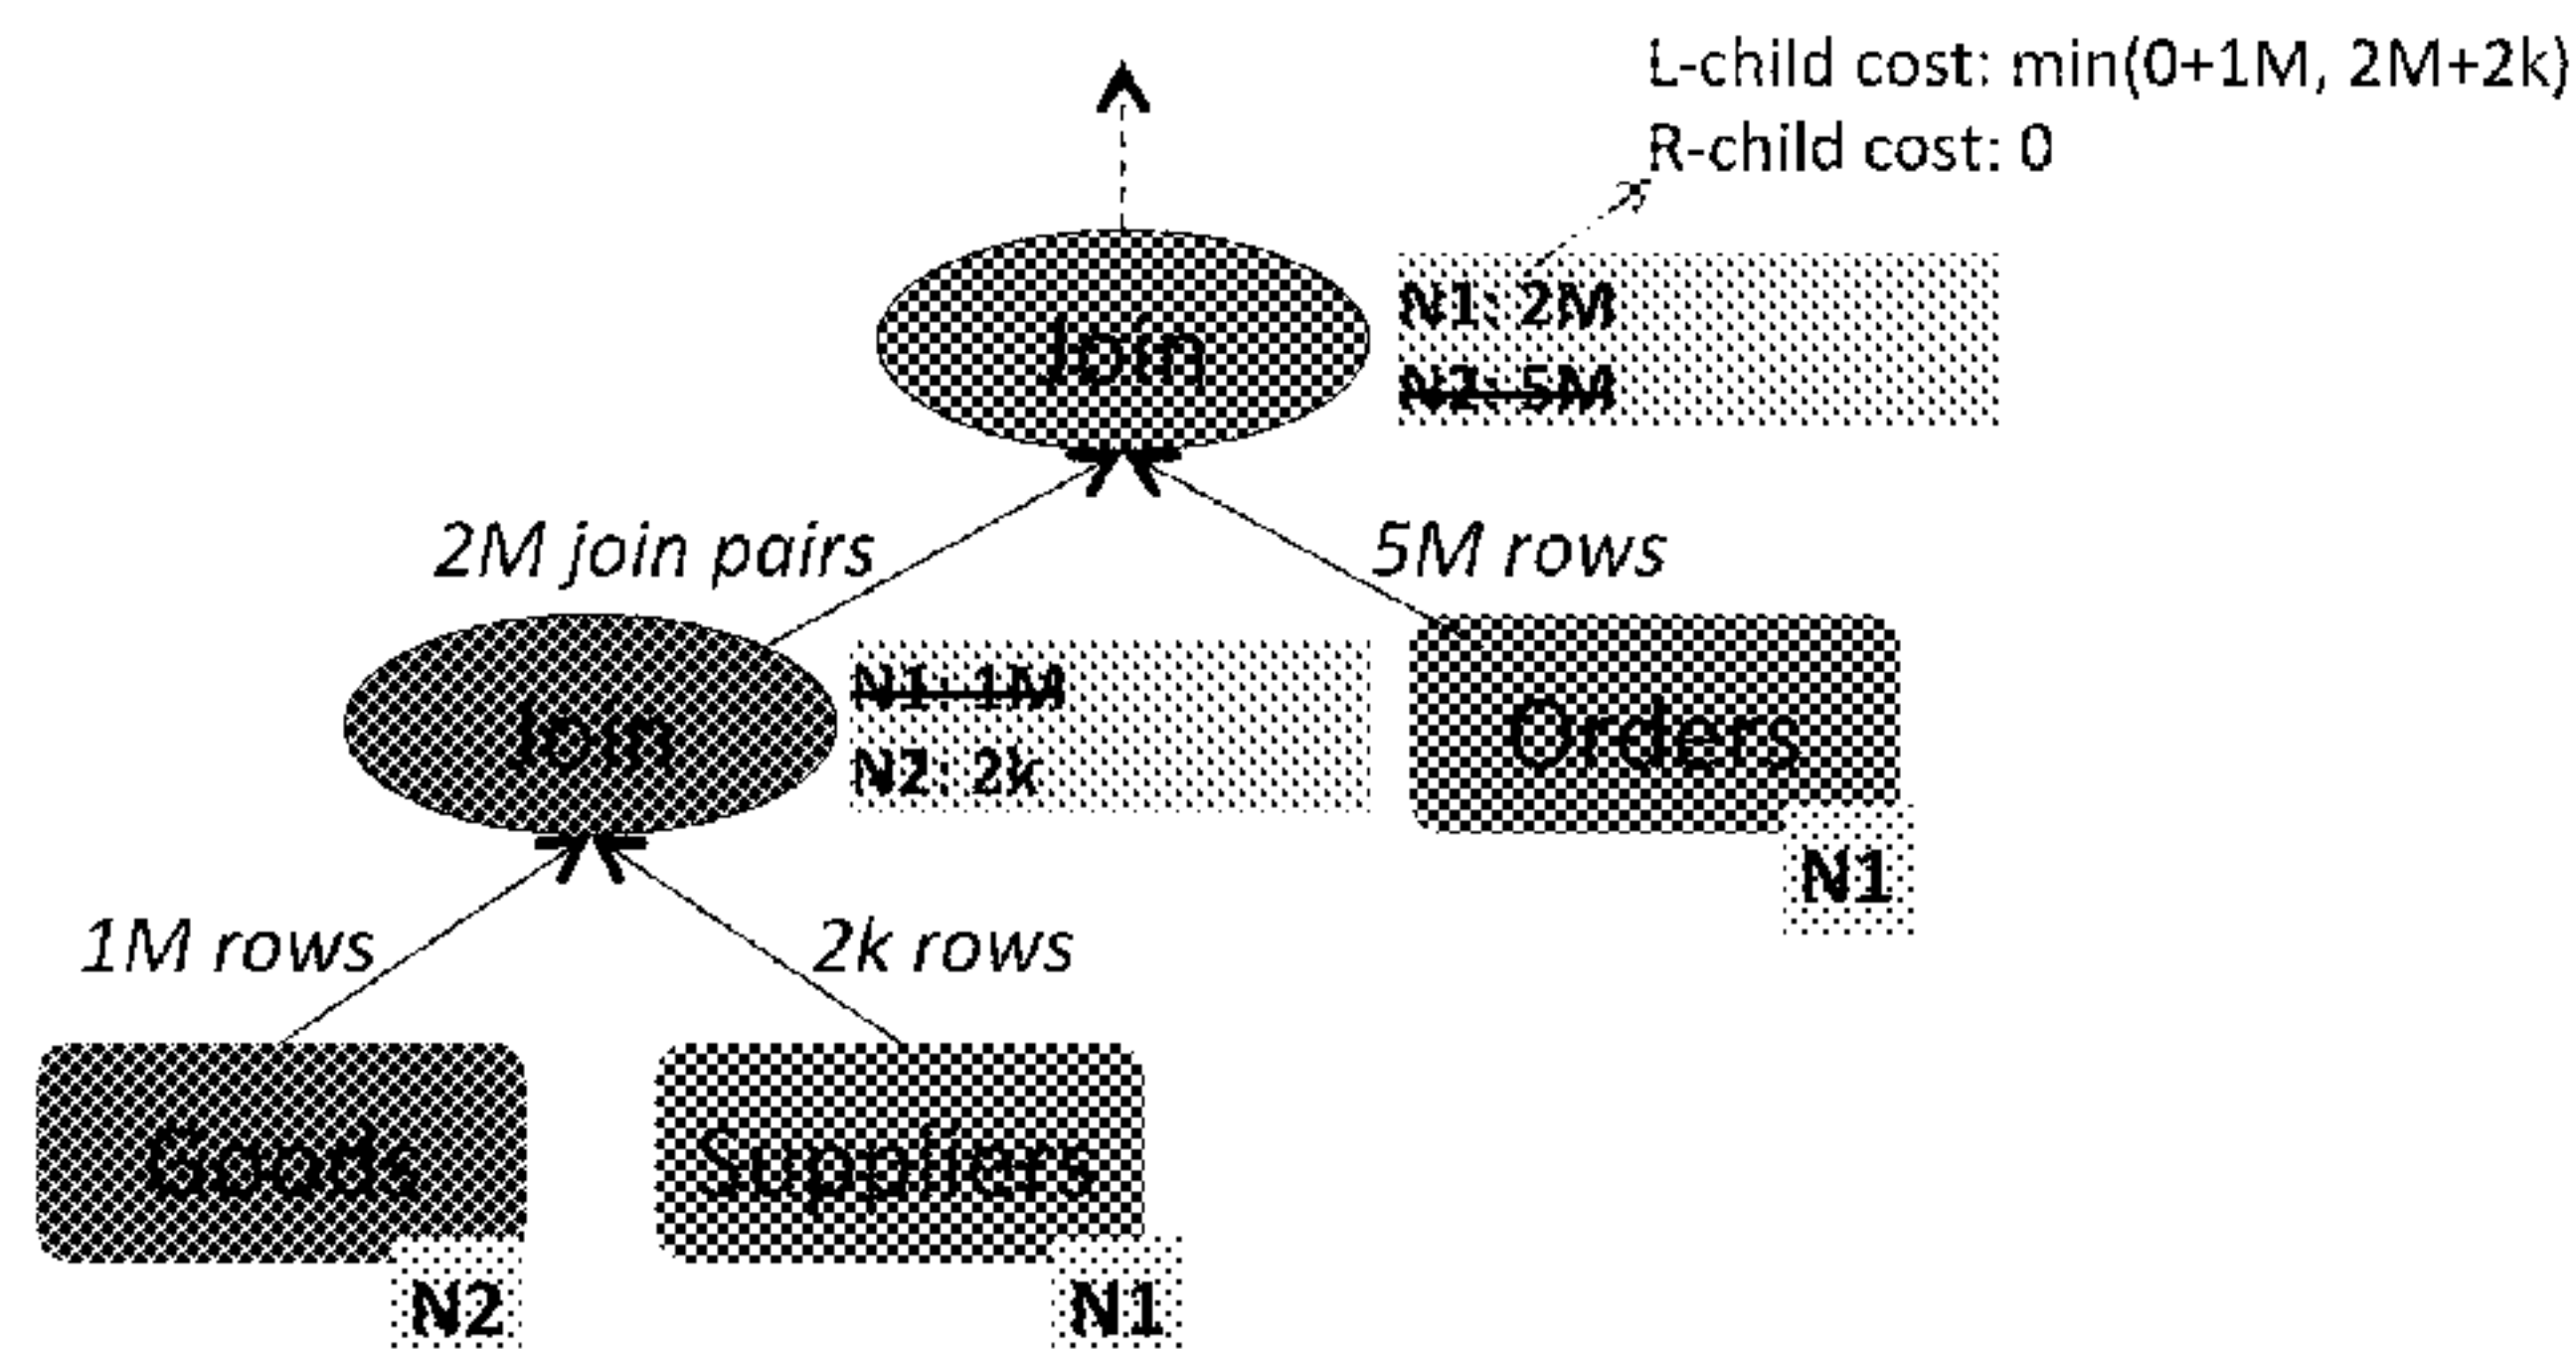 L-child cost: min(0+1M, 2M+2k)
R-child cost: 0
Join
N1: 2M
N2: 5M
2M join pairs
5M rows
Join
N1: 1M
N2: 2k
Orders
N1
1M rows
2k rows
Goods
Suppliers
N2
N1